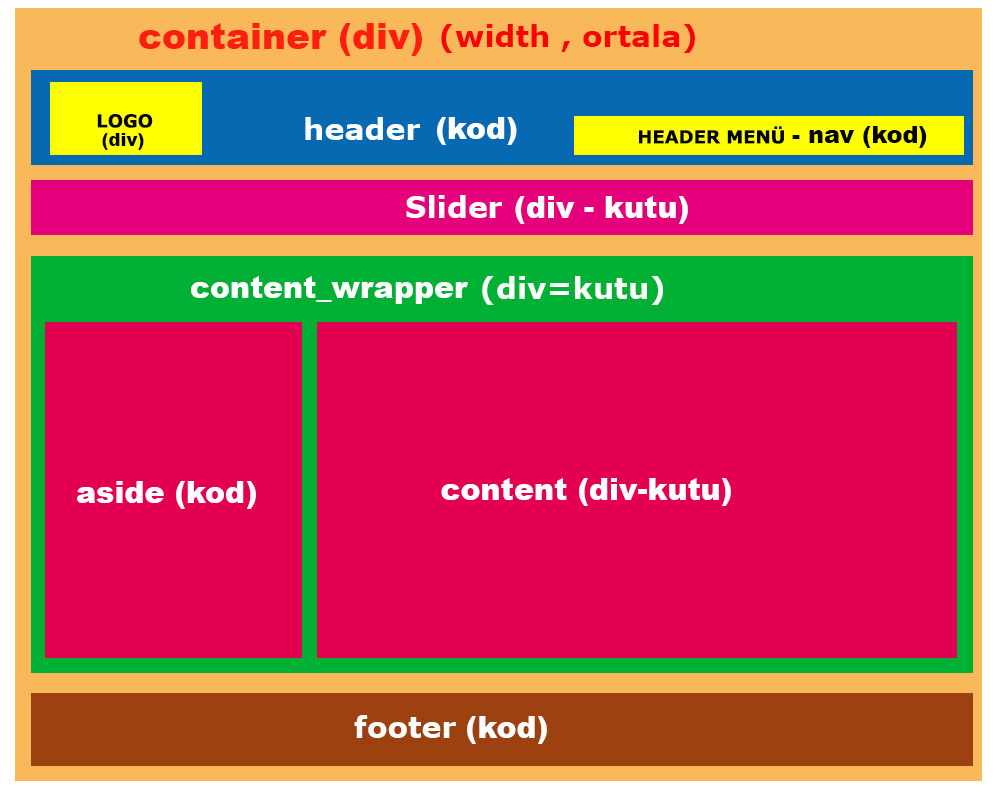 container (div) (width , ortala)
LOGO
(div)
header (kod)
HEADER MENÜ - nav (kod)
Slider (div - kutu)
content_wrapper (div=kutu)
aside (kod)
content (div-kutu)
footer (kod)